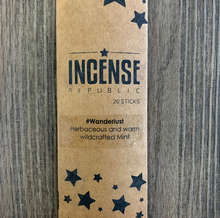 INCENSE
REPUBLIC
20 STICKS
#Wanderlust
Herbaceous and warm
wildcrafted Mint